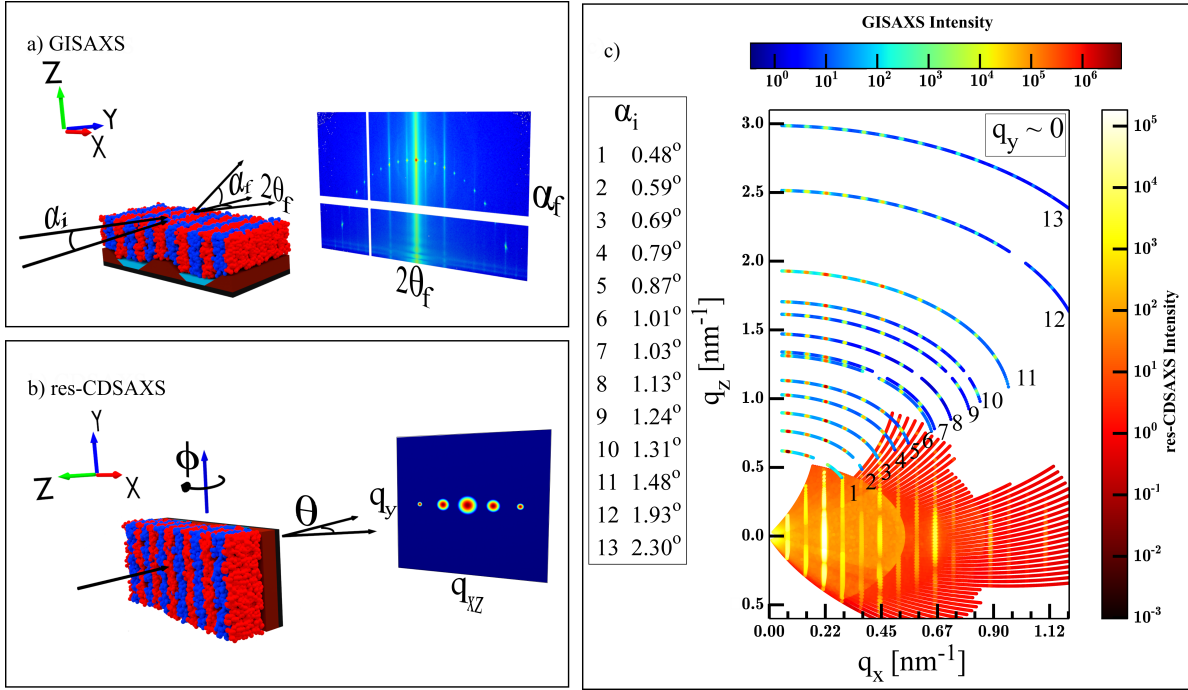 a) GISAXS
Z
Y
X
α_i
α_f
2θ_f
α_f
2θ_f
b) res-CDSAXS
Y
Z
X
ϕ
θ
q_y
q_XZ
c)
GISAXS Intensity
10^0 10^1 10^2 10^3 10^4 10^5 10^6
α_i
1 0.48°
2 0.59°
3 0.69°
4 0.79°
5 0.87°
6 1.01°
7 1.03°
8 1.13°
9 1.24°
10 1.31°
11 1.48°
12 1.93°
13 2.30°
q_y ~ 0
3.0
2.5
2.0
1.5
1.0
0.5
0.0
0.5
q_z [nm^-1]
13
12
11
10
9
8
7
6
5
4
3
2
1
0.00 0.22 0.45 0.67 0.90 1.12
q_x [nm^-1]
10^5
10^4
10^3
10^2
10^1
10^0
10^-1
10^-2
10^-3
res-CDSAXS Intensity